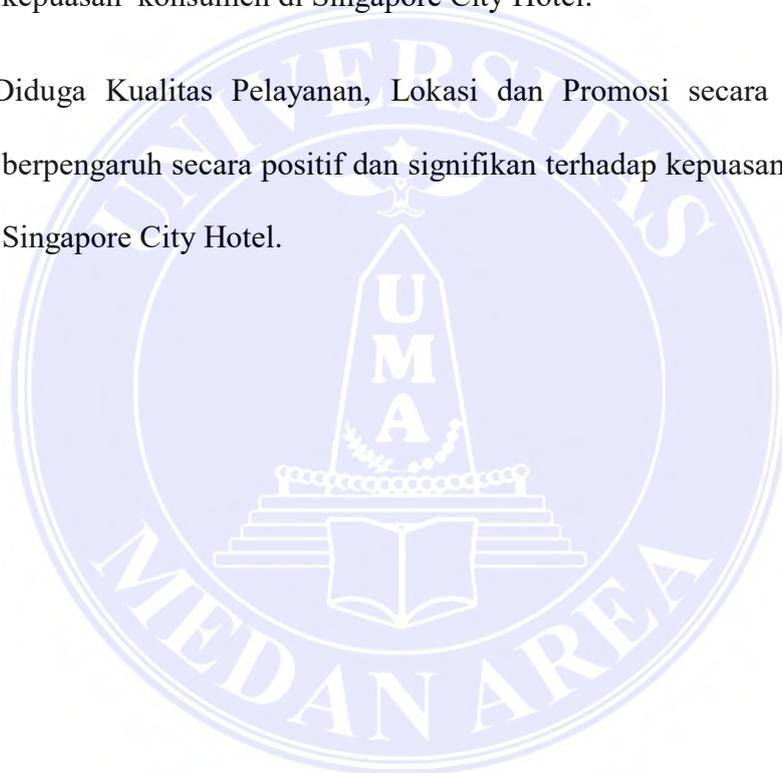 kepuasan konsumen di Singapore City Hotel.
Diduga Kualitas Pelayanan, Lokasi dan Promosi secara
berpengaruh secara positif dan signifikan terhadap kepuasan
Singapore City Hotel.
UNIVERSITAS
U
M
A
MEDAN AREA